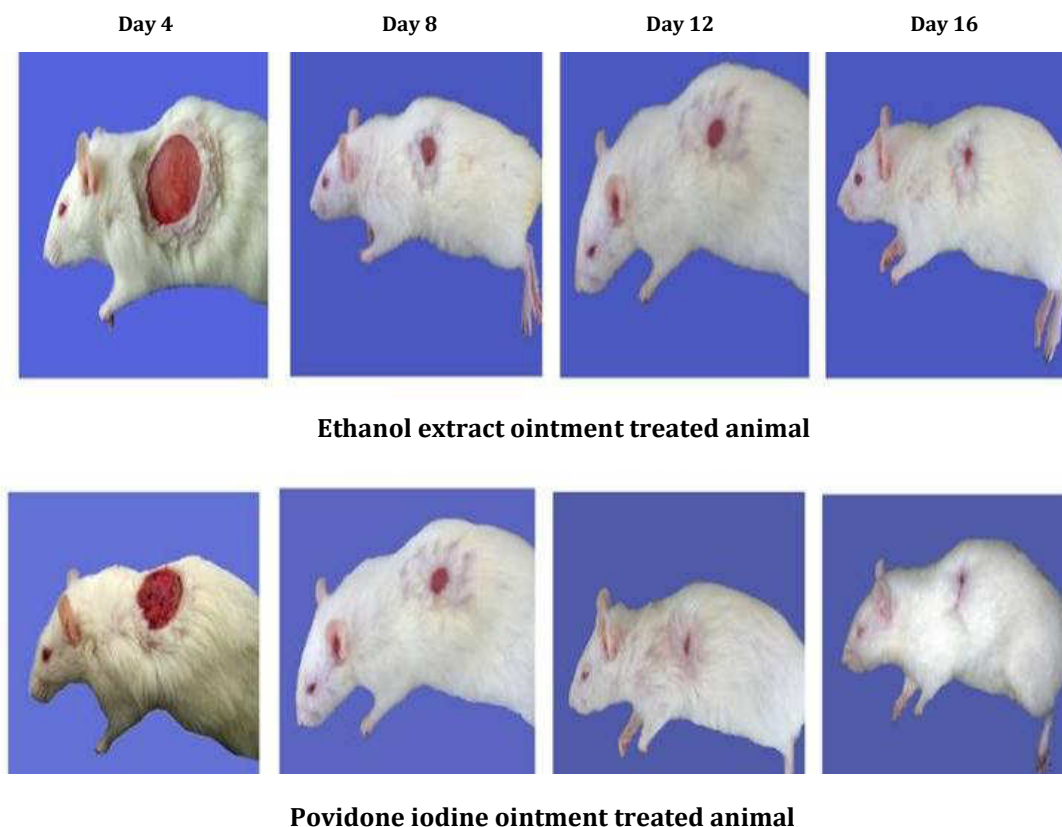 Day 4 Day 8 Day 12 Day 16
Ethanol extract ointment treated animal
Povidone iodine ointment treated animal